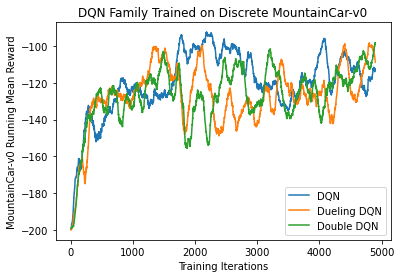 DQN Family Trained on Discrete MountainCar-v0
MountainCar-v0 Running Mean Reward
−100
−120
−140
−160
−180
−200
0
1000
2000
3000
4000
5000
Training Iterations
DQN
Dueling DQN
Double DQN